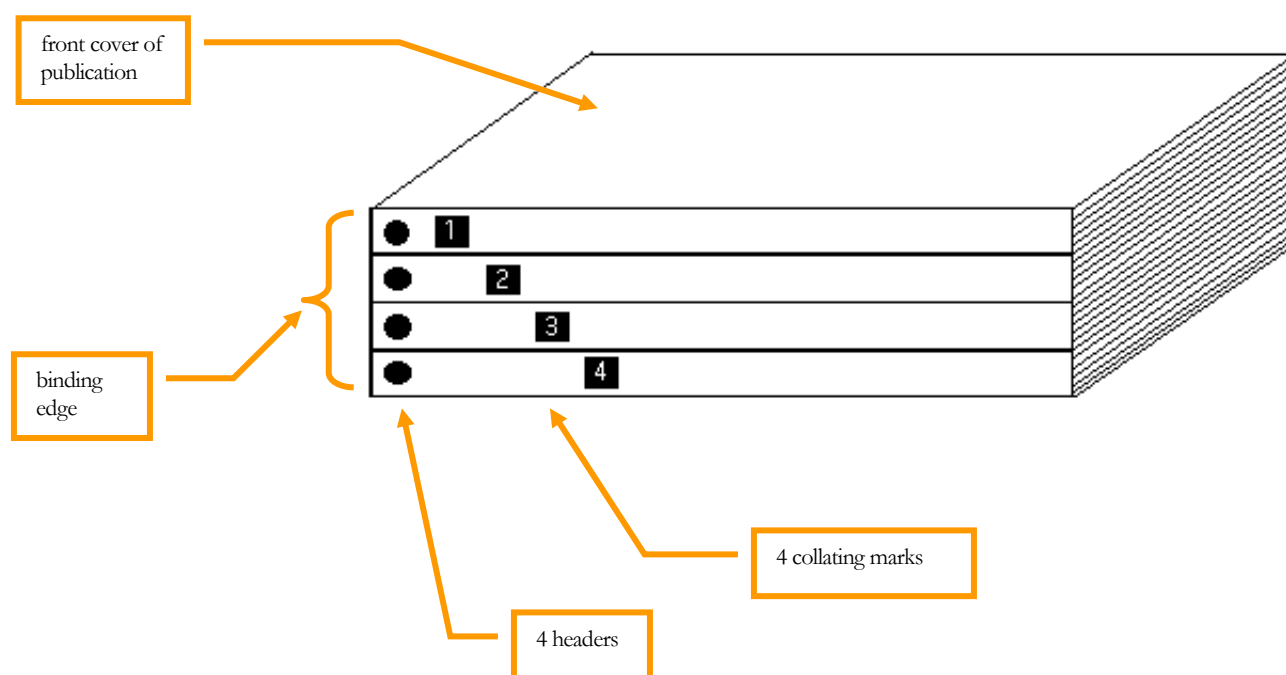 front cover of
publication
1
2
3
4
binding
edge
4 collating marks
4 headers